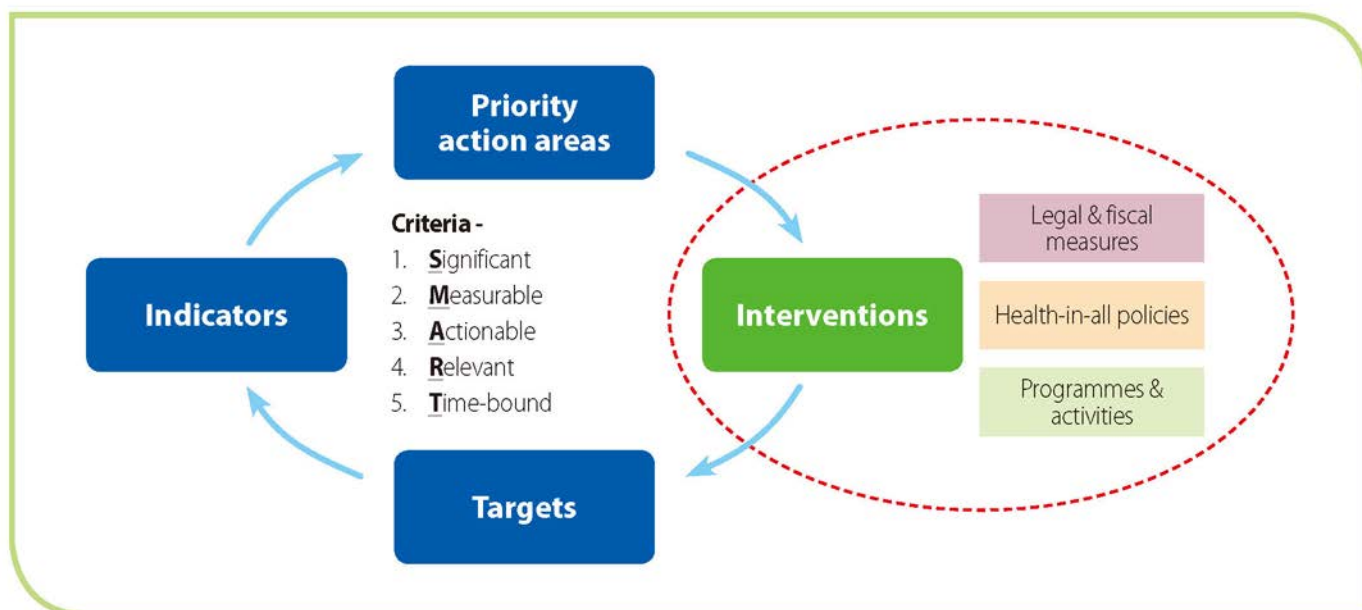 Priority
action areas
Criteria -
1. Significant
2. Measurable
3. Actionable
4. Relevant
5. Time-bound
Indicators
Interventions
Legal & fiscal
measures
Health-in-all policies
Programmes &
activities
Targets